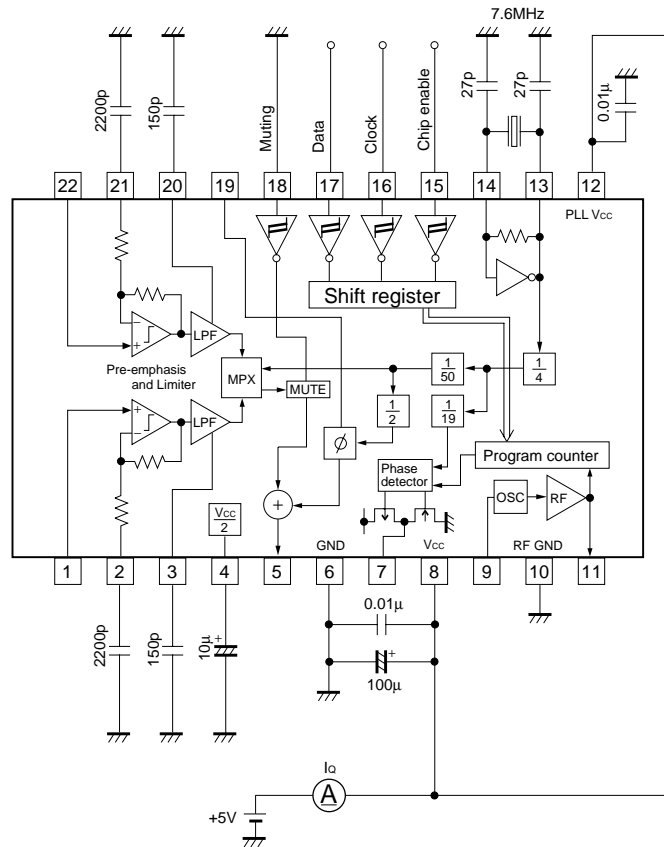 7.6MHz
2200p
150p
Muting
Data
Clock
Chip enable
27p
27p
0.01μ
22
21
20
19
18
17
16
15
14
13
12
PLL Vcc
Shift register
−
+
LPF
Pre-emphasis
and Limiter
MPX
MUTE
1/50
1/4
1/2
1/19
+
−
LPF
ϕ
Phase
detector
Program counter
OSC
RF
Vcc/2
+
GND
Vcc
RF GND
1
2
3
4
5
6
7
8
9
10
11
2200p
150p
10μ
+
0.01μ
+
100μ
IQ
A
+5V